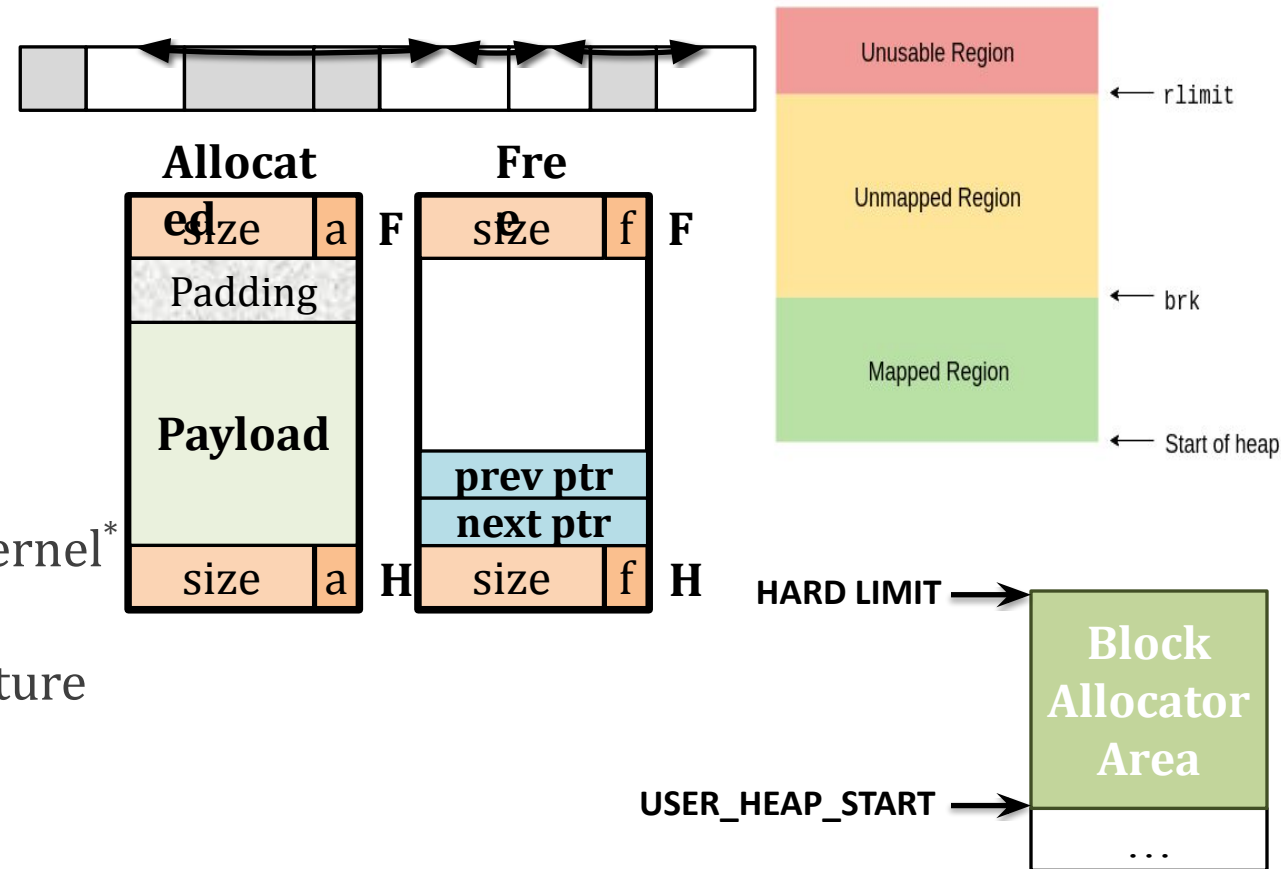 Unusable Region
rlimit
Unmapped Region
brk
Mapped Region
Start of heap
Allocat
ed
Fre
e
size a F
size f F
Padding
Payload
prev ptr
next ptr
size a H
size f H
ernel*
ture
HARD LIMIT
Block
Allocator
Area
USER_HEAP_START
...